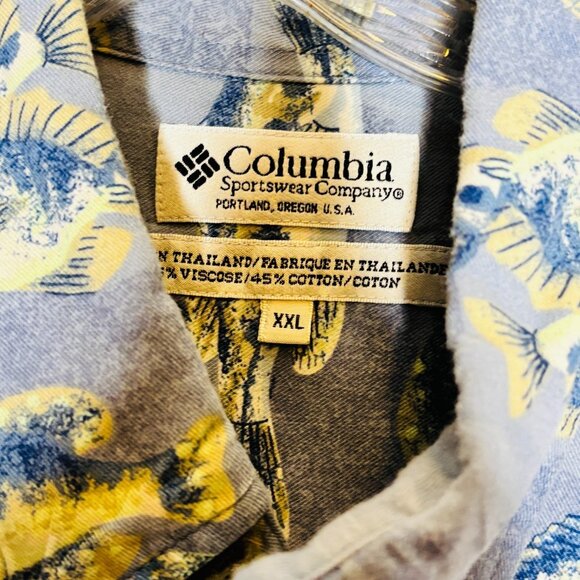 Columbia
Sportswear Company®
PORTLAND, OREGON U.S.A.
N THAILAND/FABRIQUE EN THAILANDE
% VISCOSE/45% COTTON/COTON
XXL